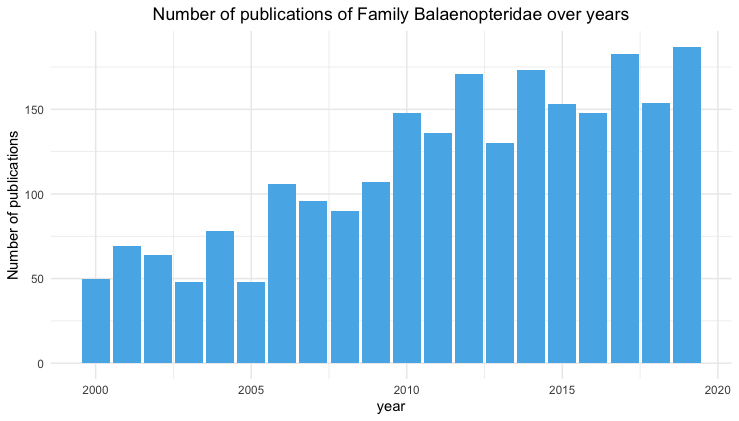 Number of publications of Family Balaenopteridae over years
Number of publications
150
100
50
0
2000 2005 2010 2015 2020
year